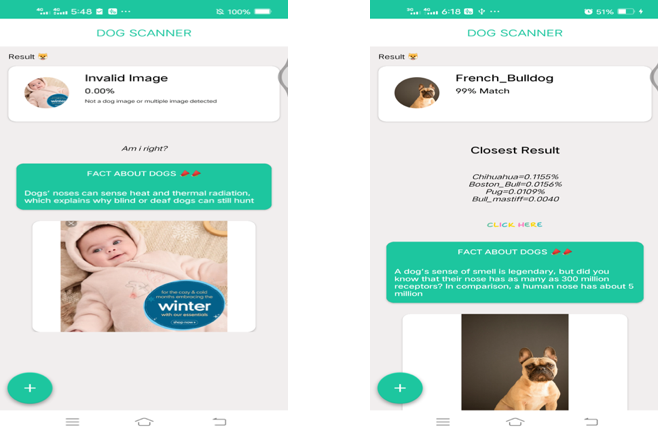 5:48
100%
DOG SCANNER
Result
Invalid Image
0.00%
Not a dog image or multiple image detected
Am i right?
FACT ABOUT DOGS
Dogs' noses can sense heat and thermal radiation,
which explains why blind or deaf dogs can still hunt
for the cozy & cold
months embracing the
winter
with our essentials
Shop now
+
6:18
51%
DOG SCANNER
Result
French_Bulldog
99% Match
Closest Result
Chihuahua=0.1155%
Boston_Bull=0.0156%
Pug=0.0109%
Bull_mastiff=0.0040
CLICK HERE
FACT ABOUT DOGS
A dog's sense of smell is legendary, but did you
know that their nose has as many as 300 million
receptors? In comparison, a human nose has about 5
million
+